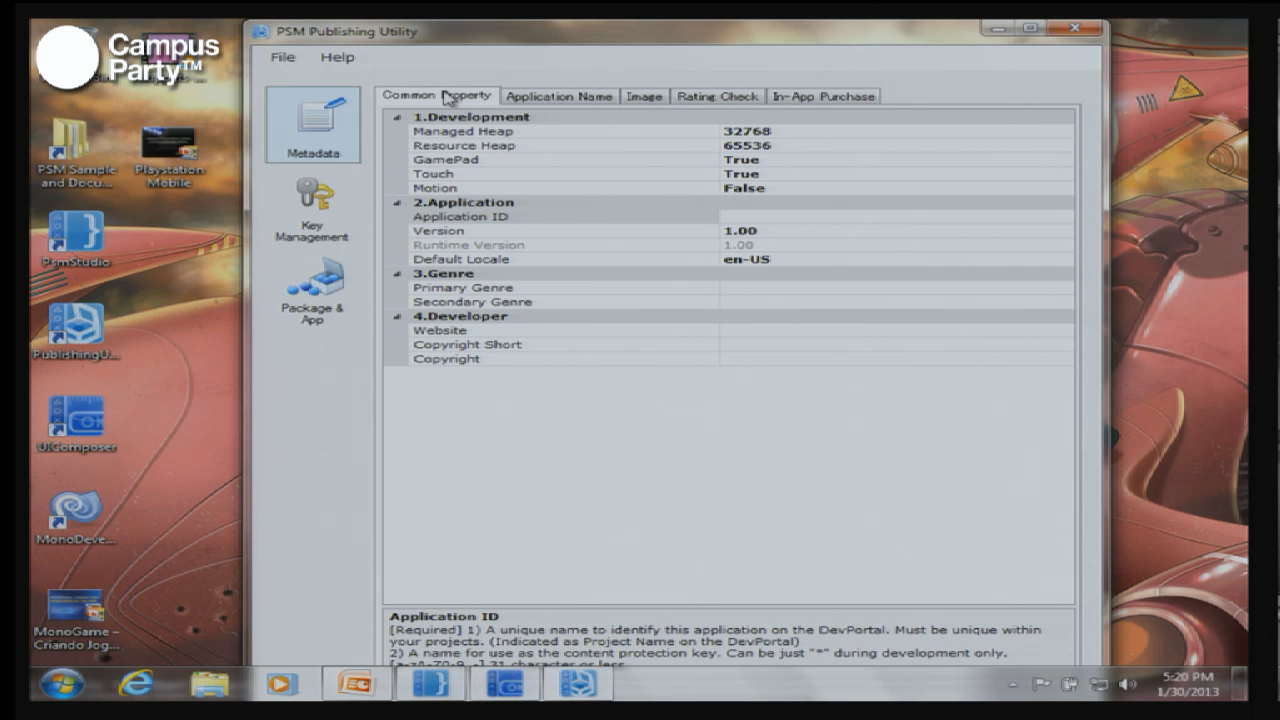 Campus
Party™
PSM Publishing Utility
File Help
Common Property Application Name Image Rating Check In-App Purchase
Metadata
Key
Management
Package &
App
1.Development
Managed Heap 32768
Resource Heap 65536
GamePad True
Touch True
Motion False
2.Application
Application ID
Version 1.00
Runtime Version 1.00
Default Locale en-US
3.Genre
Primary Genre
Secondary Genre
4.Developer
Website
Copyright Short
Copyright
Application ID
[Required] 1) A unique name to identify this application on the DevPortal. Must be unique within
your projects. (Indicated as Project Name on the DevPortal)
2) A name for use as the content protection key. Can be just "*" during development only.
31 character or less
PSM Sample
and Docu...
Playstation
Mobile
PsmStudio
PublishingU...
UIComposer
MonoDeve...
MonoGame -
Criando Jog...
5:20 PM
1/30/2013